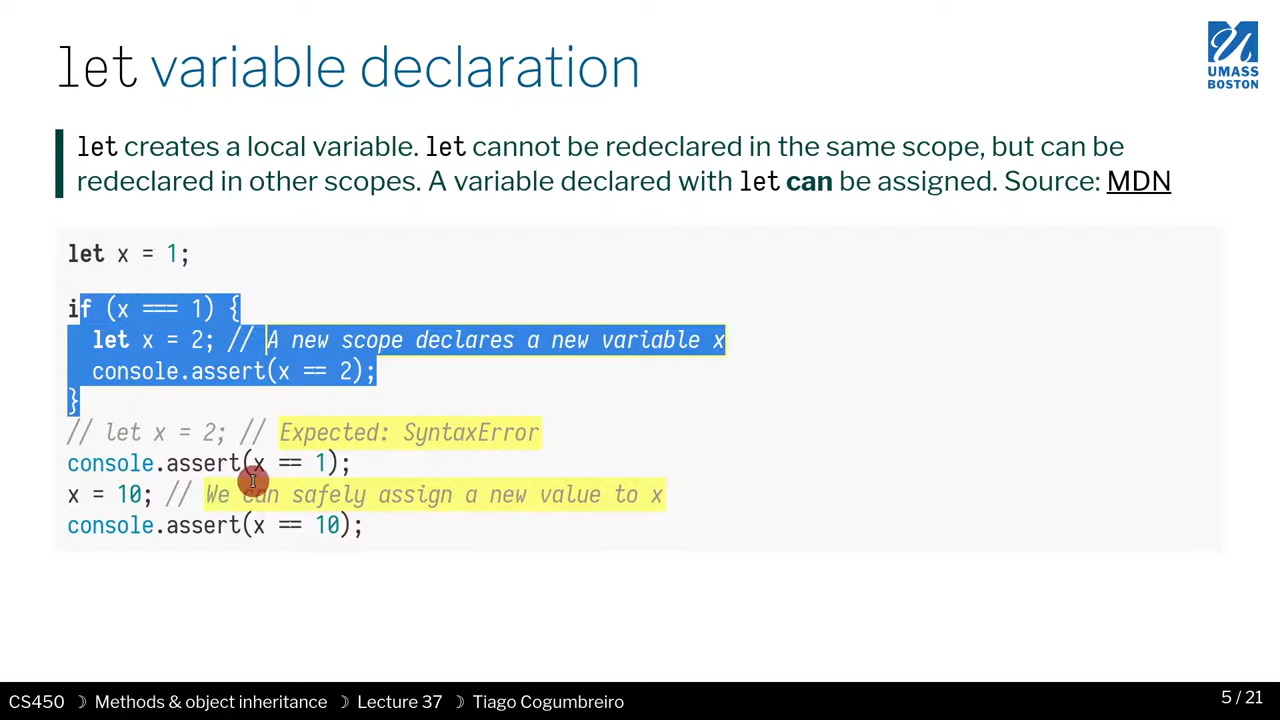 let variable declaration
UMASS
BOSTON
let creates a local variable. let cannot be redeclared in the same scope, but can be
redeclared in other scopes. A variable declared with let can be assigned. Source: MDN
let x = 1;
if (x === 1) {
let x = 2; // A new scope declares a new variable x
console.assert(x == 2);
}
// let x = 2; // Expected: SyntaxError
console.assert(x == 1);
x = 10; // We can safely assign a new value to x
console.assert(x == 10);
CS450 ☽ Methods & object inheritance ☽ Lecture 37 ☽ Tiago Cogumbreiro
5 / 21